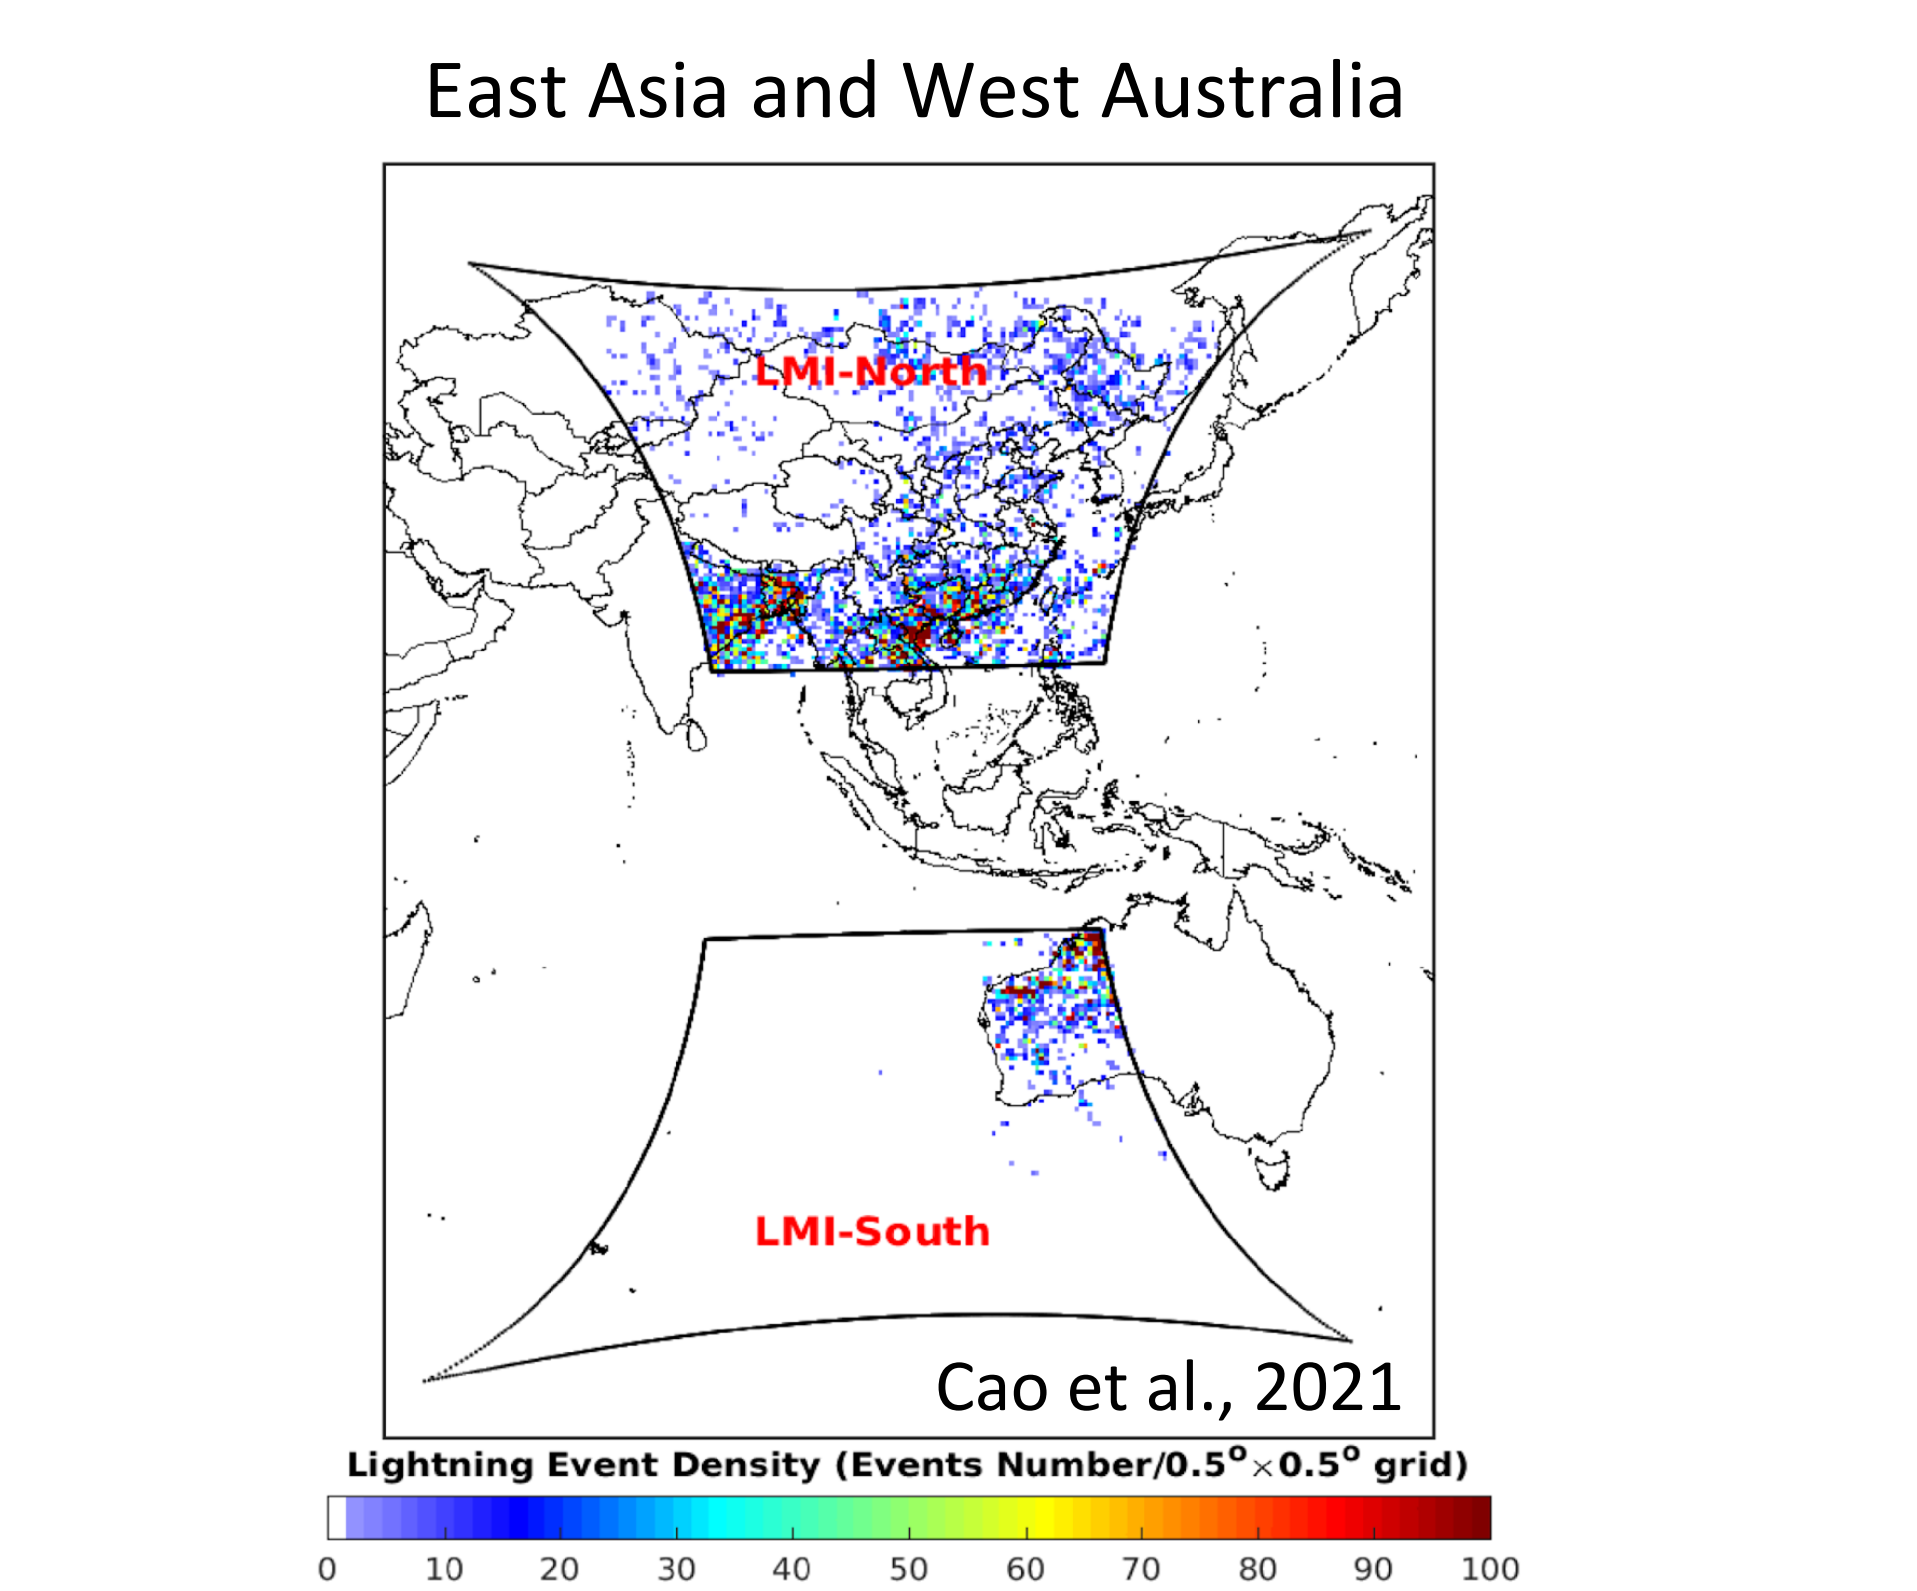 East Asia and West Australia
LMI-North
LMI-South
Cao et al., 2021
Lightning Event Density (Events Number/0.5°×0.5° grid)
0 10 20 30 40 50 60 70 80 90 100